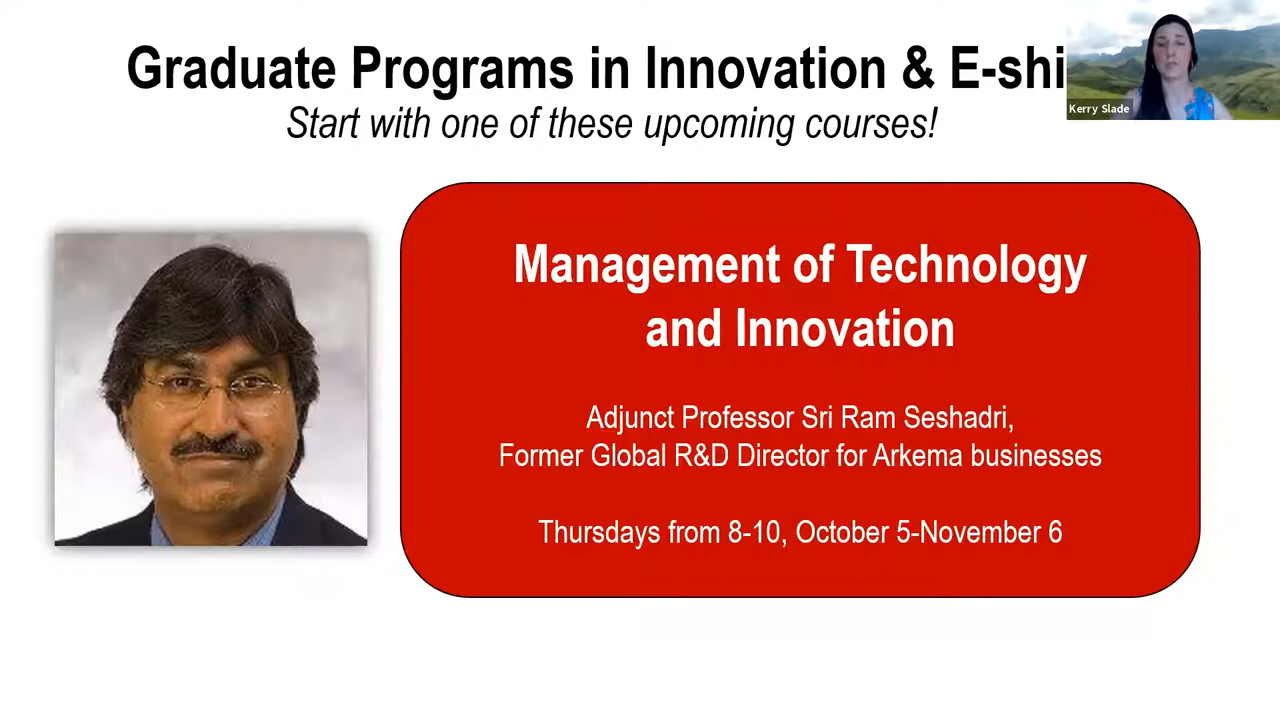 Graduate Programs in Innovation & E-shi
Start with one of these upcoming courses!
Kerry Slade
Management of Technology
and Innovation
Adjunct Professor Sri Ram Seshadri,
Former Global R&D Director for Arkema businesses
Thursdays from 8-10, October 5-November 6